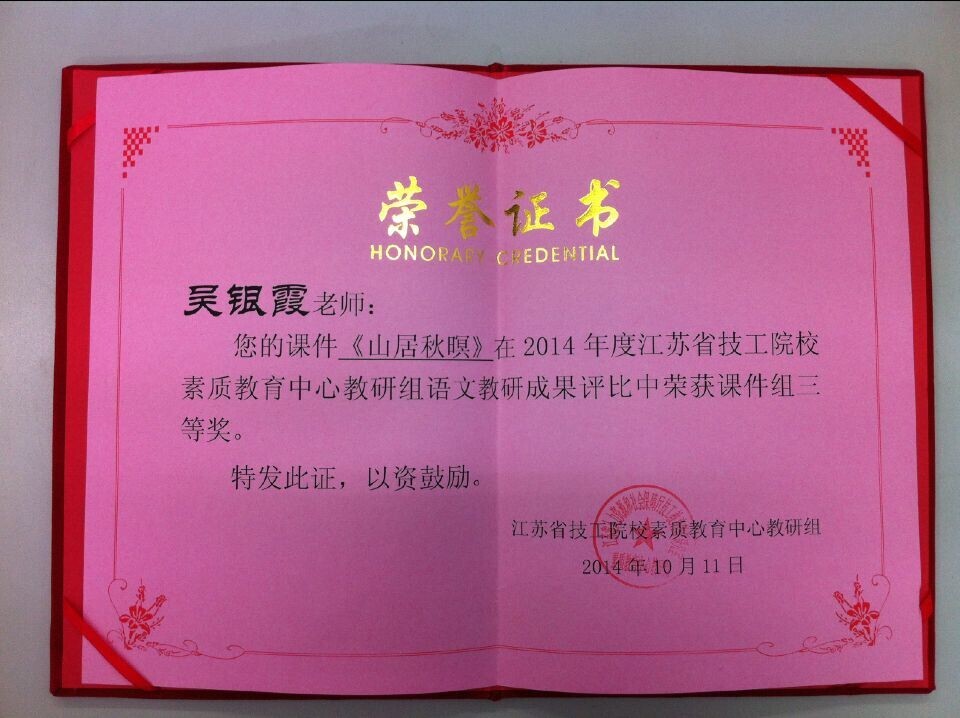 荣誉证书
HONORARY CREDENTIAL
吴银霞老师：
您的课件《山居秋暝》在2014年度江苏省技工院校
素质教育中心教研组语文教研成果评比中荣获课件组三
等奖。
特发此证，以资鼓励。
江苏省技工院校素质教育中心教研组
2014年10月11日